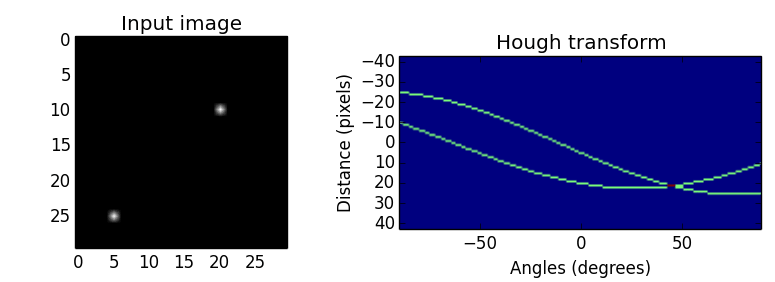 Input image
0
5
10
15
20
25
0 5 10 15 20 25
Hough transform
Distance (pixels)
−40
−30
−20
−10
0
10
20
30
40
−50 0 50
Angles (degrees)